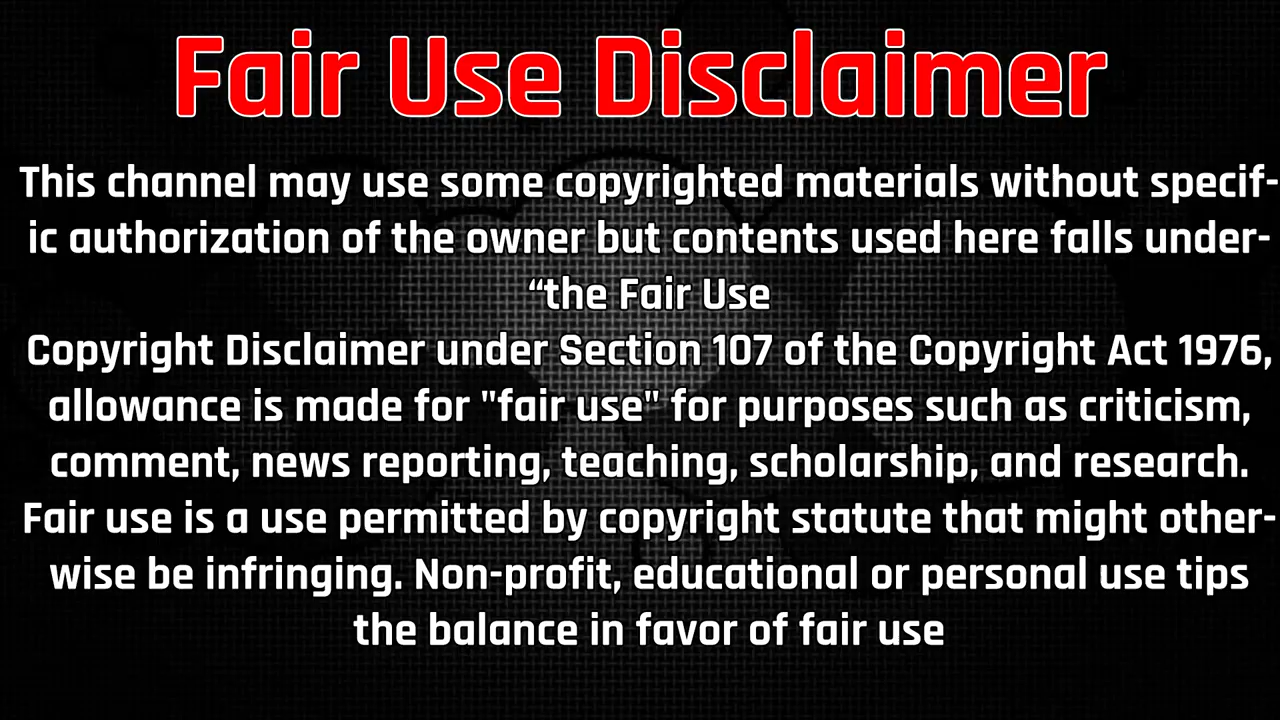 Fair Use Disclaimer
This channel may use some copyrighted materials without specif-
ic authorization of the owner but contents used here falls under-
“the Fair Use
Copyright Disclaimer under Section 107 of the Copyright Act 1976,
allowance is made for "fair use" for purposes such as criticism,
comment, news reporting, teaching, scholarship, and research.
Fair use is a use permitted by copyright statute that might other-
wise be infringing. Non-profit, educational or personal use tips
the balance in favor of fair use